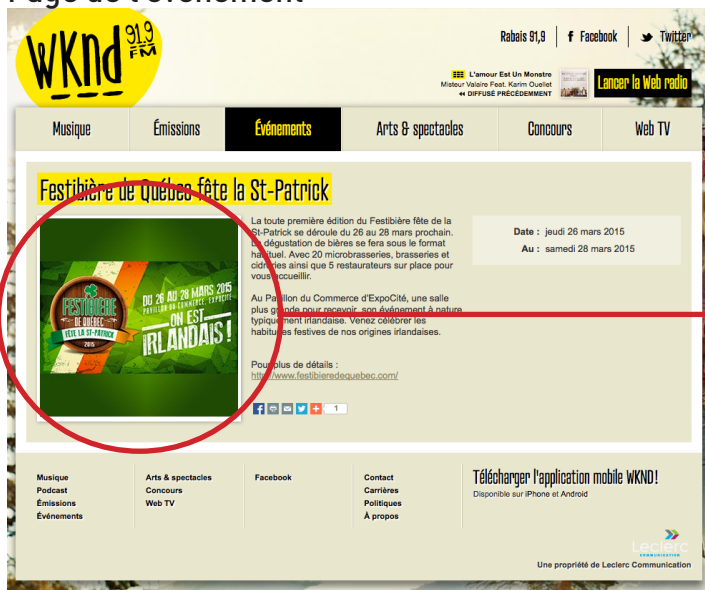 Page de l'événement
WKnd 91.9 FM
Rabais 91,9 Facebook Twitter
L'amour Est Un Monstre
Misteur Valaire Feat. Karim Ouellet
DIFFUSÉ PRÉCÉDEMMENT
Lancer la Web radio
Musique Émissions Événements Arts & spectacles Concours Web TV
Festibière de Québec fête la St-Patrick
FESTIBIÈRE
DE QUÉBEC
FÊTE LA ST-PATRICK
2015
DU 26 AU 28 MARS 2015
PAVILLON DU COMMERCE, EXPOCITÉ
ON EST
IRLANDAIS !
La toute première édition du Festibière fête de la
St-Patrick se déroule du 26 au 28 mars prochain.
La dégustation de bières se fera sous le format
habituel. Avec 20 microbrasseries, brasseries et
cidreries ainsi que 5 restaurateurs sur place pour
vous accueillir.
Au Pavillon du Commerce d'ExpoCité, une salle
plus grande pour recevoir, son événement à nature
typiquement irlandaise. Venez célébrer les
habitudes festives de nos origines irlandaises.
Pour plus de détails :
http://www.festibieredequebec.com/
1
Date : jeudi 26 mars 2015
Au : samedi 28 mars 2015
Musique
Podcast
Émissions
Événements
Arts & spectacles
Concours
Web TV
Facebook
Contact
Carrières
Politiques
À propos
Télécharger l'application mobile WKND!
Disponible sur iPhone et Android
Leclerc
COMMUNICATION
Une propriété de Leclerc Communication